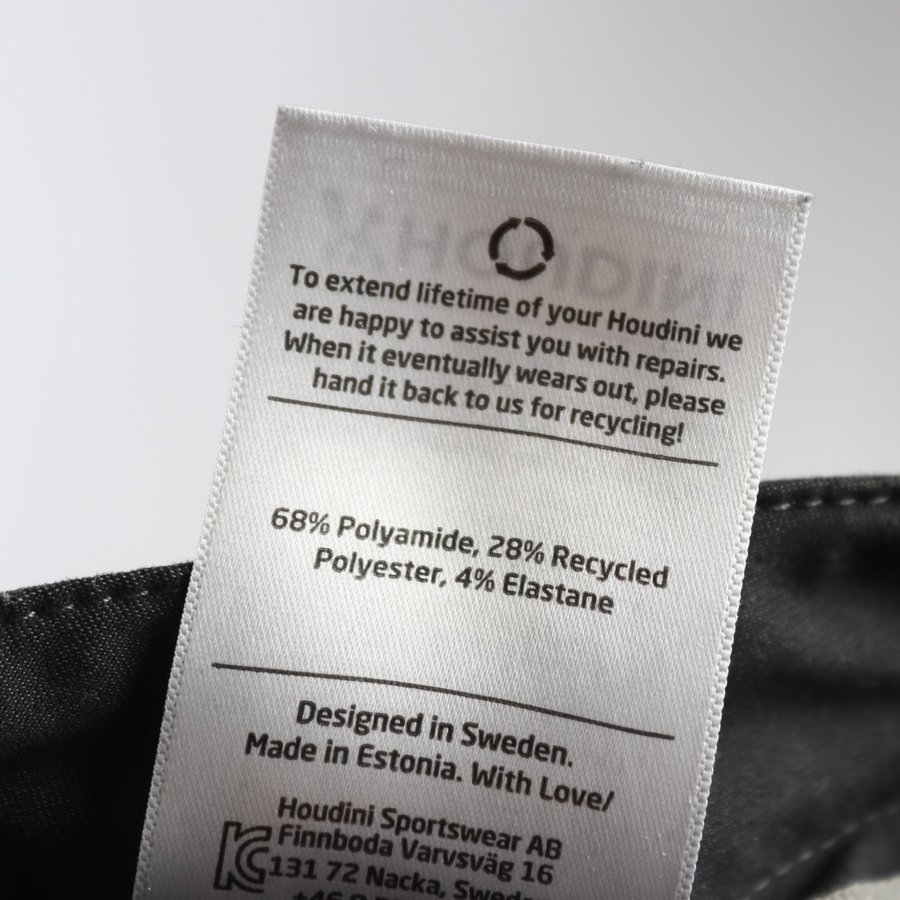 To extend lifetime of your Houdini we
are happy to assist you with repairs.
When it eventually wears out, please
hand it back to us for recycling!
68% Polyamide, 28% Recycled
Polyester, 4% Elastane
Designed in Sweden.
Made in Estonia. With Love/
Houdini Sportswear AB
Finnboda Varvsväg 16
131 72 Nacka,